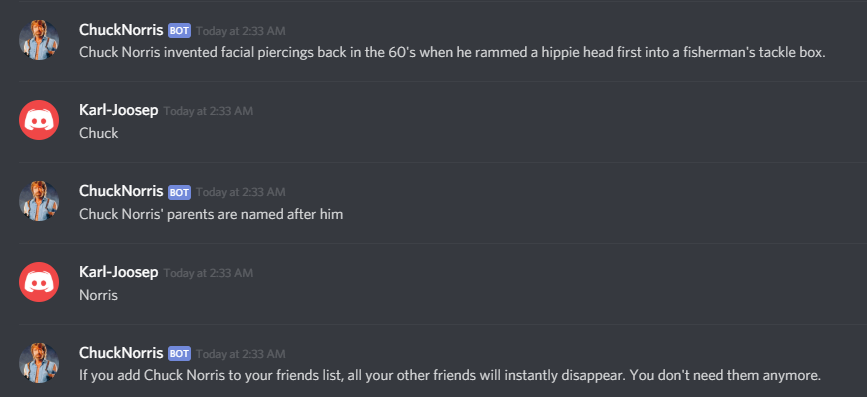 ChuckNorris BOT Today at 2:33 AM
Chuck Norris invented facial piercings back in the 60's when he rammed a hippie head first into a fisherman's tackle box.
Karl-Joosep Today at 2:33 AM
Chuck
ChuckNorris BOT Today at 2:33 AM
Chuck Norris' parents are named after him
Karl-Joosep Today at 2:33 AM
Norris
ChuckNorris BOT Today at 2:33 AM
If you add Chuck Norris to your friends list, all your other friends will instantly disappear. You don't need them anymore.